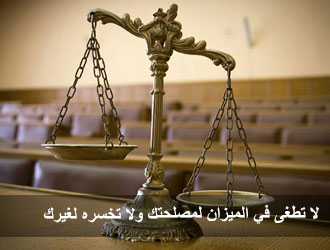 لا تطغى في الميزان لمصلحتك ولا تخسره لغيرك